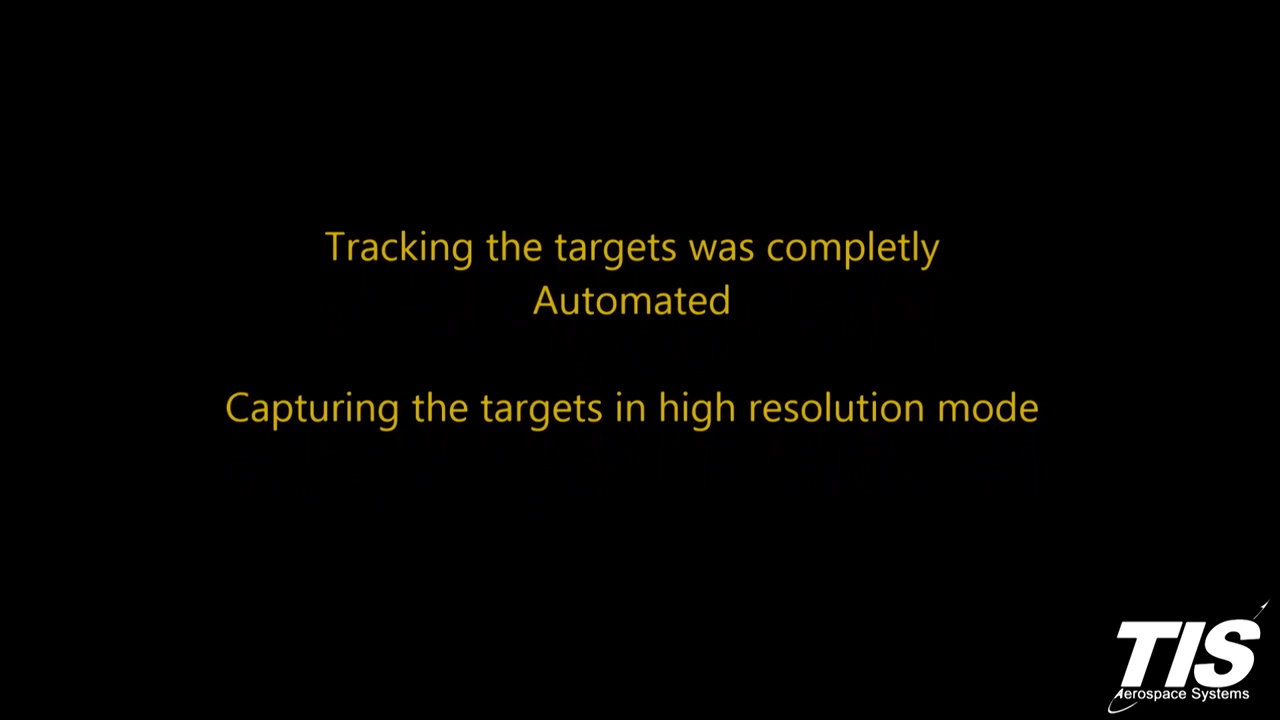 Tracking the targets was completly
Automated
Capturing the targets in high resolution mode
TIS
Aerospace Systems